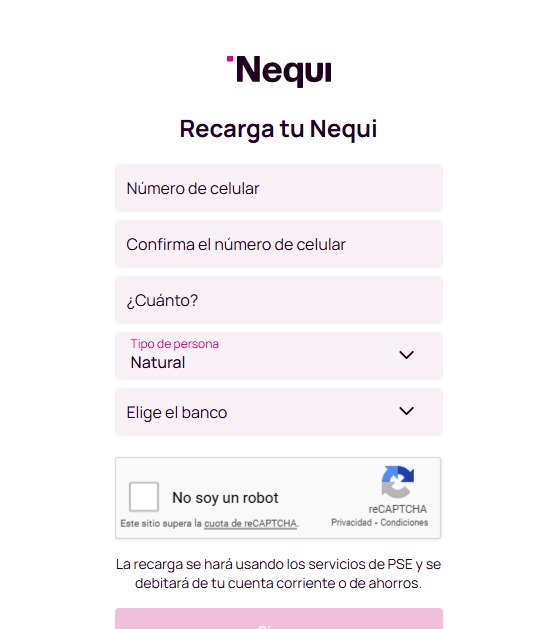 Nequi
Recarga tu Nequi
Número de celular
Confirma el número de celular
¿Cuánto?
Tipo de persona
Natural
Elige el banco
No soy un robot
reCAPTCHA
Este sitio supera la cuota de reCAPTCHA.
Privacidad - Condiciones
La recarga se hará usando los servicios de PSE y se
debitará de tu cuenta corriente o de ahorros.